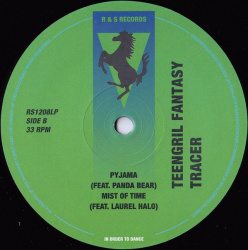 R & S RECORDS
RS1208LP
SIDE B
33 RPM
TEENGRIL FANTASY
TRACER
PYJAMA
(FEAT. PANDA BEAR)
MIST OF TIME
(FEAT. LAUREL HALO)
IN ORDER TO DANCE